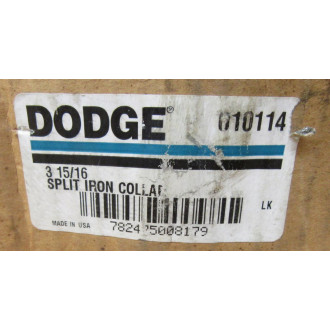 DODGE® 010114
3 15/16
SPLIT IRON COLLAR
LK
MADE IN USA